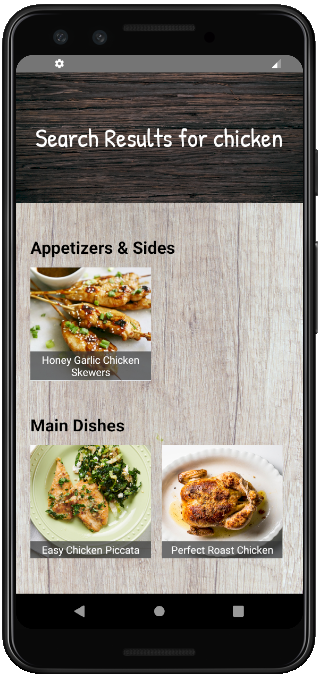 Search Results for chicken
Appetizers & Sides
Honey Garlic Chicken
Skewers
Main Dishes
Easy Chicken Piccata
Perfect Roast Chicken